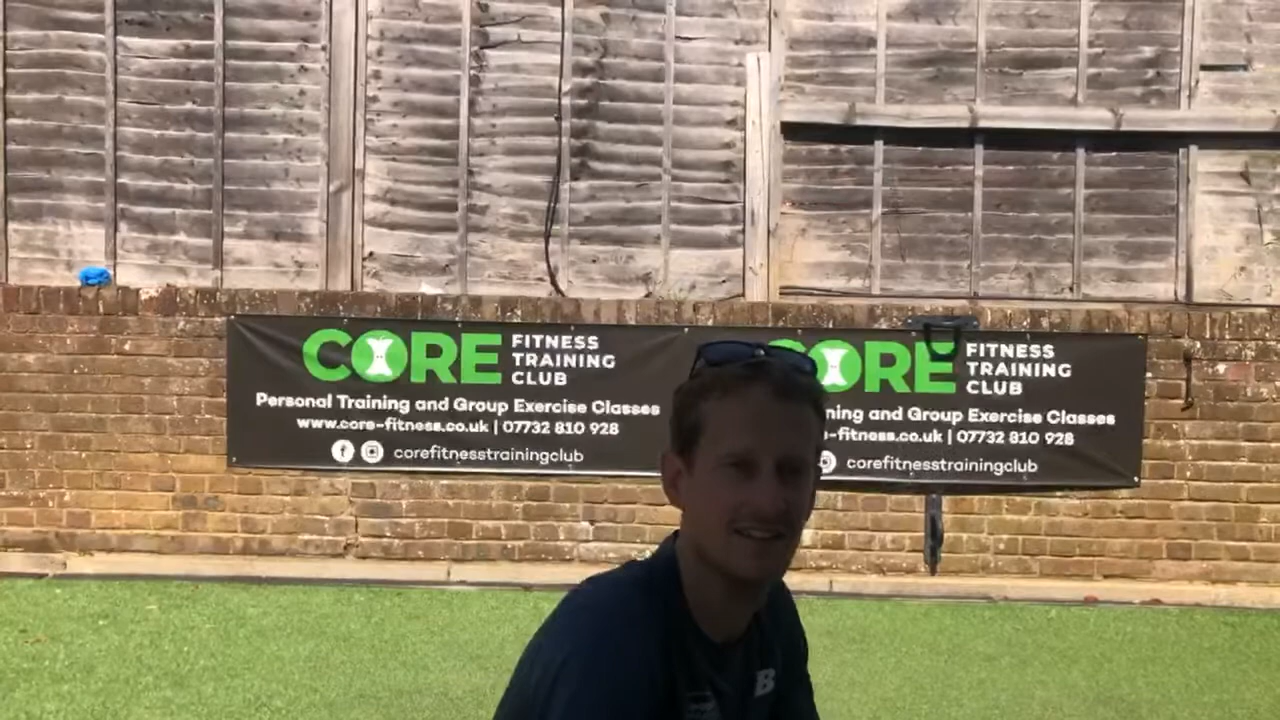 CORE FITNESS
TRAINING
CLUB
Personal Training and Group Exercise Classes
www.core-fitness.co.uk | 07732 810 928
corefitnesstrainingclub
ORE FITNESS
TRAINING
CLUB
ning and Group Exercise Classes
-fitness.co.uk | 07732 810 928
corefitnesstrainingclub
B